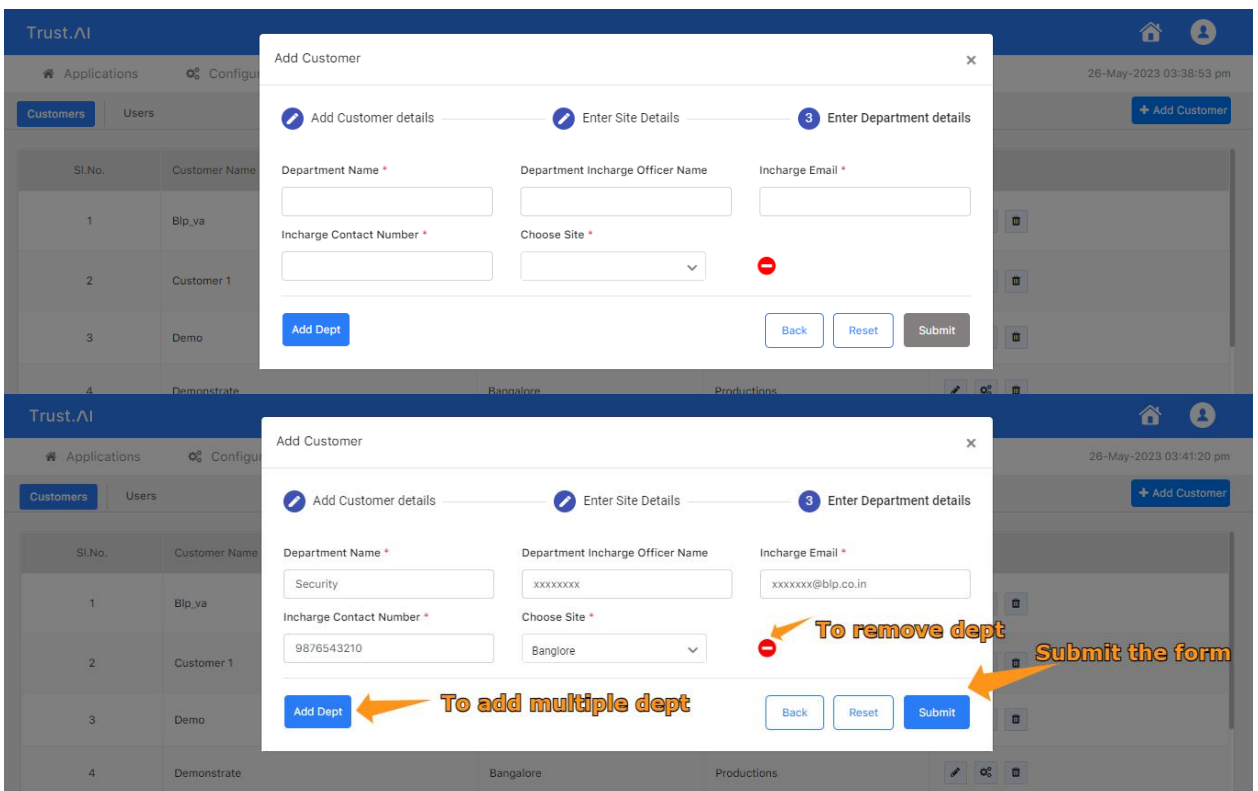 Trust.AI
Add Customer ×
Applications Configur 26-May-2023 03:38:53 pm
Customers Users + Add Customer
Add Customer details Enter Site Details 3 Enter Department details
Sl.No. Customer Name Department Name * Department Incharge Officer Name Incharge Email *
1 Blp_va
Incharge Contact Number * Choose Site *
2 Customer 1
3 Demo Add Dept Back Reset Submit
4 Demonstrate Bangalore Productions
Trust.AI
Add Customer ×
Applications Configur 26-May-2023 03:41:20 pm
Customers Users + Add Customer
Add Customer details Enter Site Details 3 Enter Department details
Sl.No. Customer Name Department Name * Department Incharge Officer Name Incharge Email *
Security xxxxxxxx xxxxxxx@blp.co.in
1 Blp_va
Incharge Contact Number * Choose Site *
To remove dept
9876543210 Banglore
Submit the form
2 Customer 1
To add multiple dept
3 Demo Add Dept Back Reset Submit
4 Demonstrate Bangalore Productions